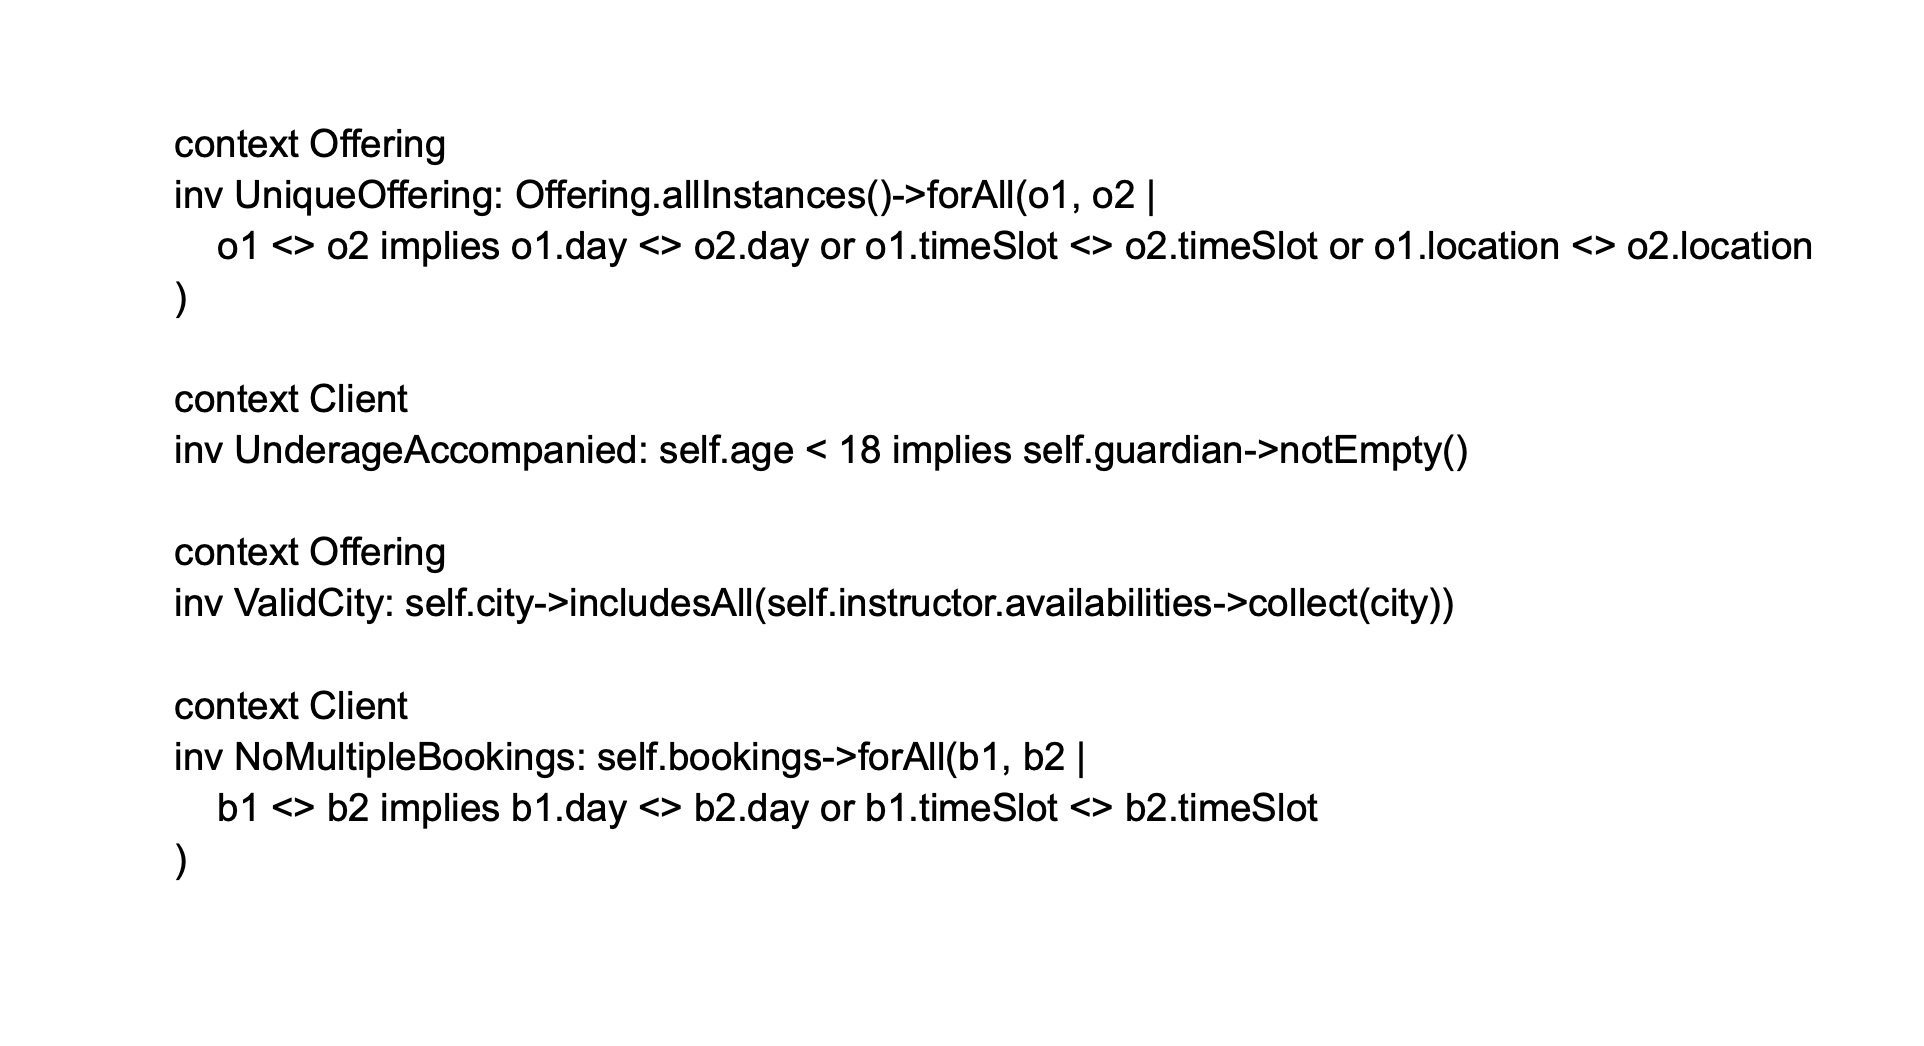 context Offering
inv UniqueOffering: Offering.allInstances()->forAll(o1, o2 |
    o1 <> o2 implies o1.day <> o2.day or o1.timeSlot <> o2.timeSlot or o1.location <> o2.location
)

context Client
inv UnderageAccompanied: self.age < 18 implies self.guardian->notEmpty()

context Offering
inv ValidCity: self.city->includesAll(self.instructor.availabilities->collect(city))

context Client
inv NoMultipleBookings: self.bookings->forAll(b1, b2 |
    b1 <> b2 implies b1.day <> b2.day or b1.timeSlot <> b2.timeSlot
)